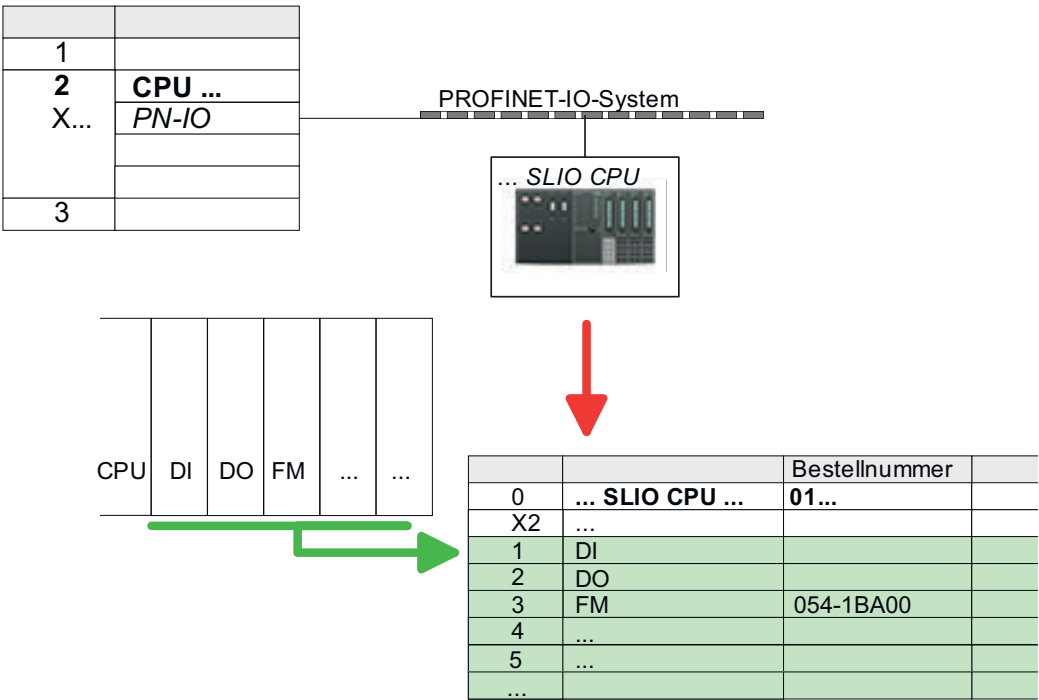 1
2 CPU ...
X... PN-IO
3
PROFINET-IO-System
... SLIO CPU
CPU DI DO FM ... ...
Bestellnummer
0 ... SLIO CPU ... 01...
X2 ...
1 DI
2 DO
3 FM 054-1BA00
4 ...
5 ...
...